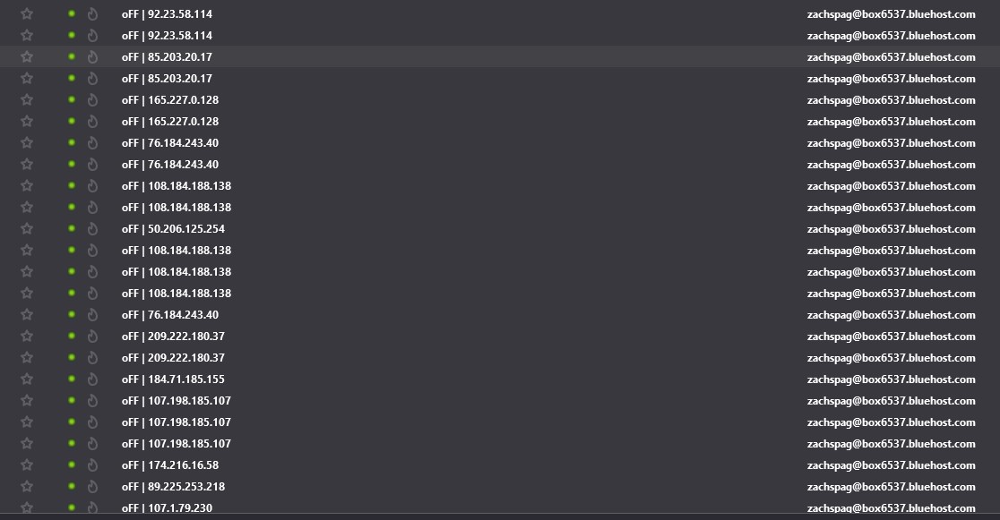 oFF | 92.23.58.114 zachspag@box6537.bluehost.com
oFF | 92.23.58.114 zachspag@box6537.bluehost.com
oFF | 85.203.20.17 zachspag@box6537.bluehost.com
oFF | 85.203.20.17 zachspag@box6537.bluehost.com
oFF | 165.227.0.128 zachspag@box6537.bluehost.com
oFF | 165.227.0.128 zachspag@box6537.bluehost.com
oFF | 76.184.243.40 zachspag@box6537.bluehost.com
oFF | 76.184.243.40 zachspag@box6537.bluehost.com
oFF | 108.184.188.138 zachspag@box6537.bluehost.com
oFF | 108.184.188.138 zachspag@box6537.bluehost.com
oFF | 50.206.125.254 zachspag@box6537.bluehost.com
oFF | 108.184.188.138 zachspag@box6537.bluehost.com
oFF | 108.184.188.138 zachspag@box6537.bluehost.com
oFF | 108.184.188.138 zachspag@box6537.bluehost.com
oFF | 76.184.243.40 zachspag@box6537.bluehost.com
oFF | 209.222.180.37 zachspag@box6537.bluehost.com
oFF | 209.222.180.37 zachspag@box6537.bluehost.com
oFF | 184.71.185.155 zachspag@box6537.bluehost.com
oFF | 107.198.185.107 zachspag@box6537.bluehost.com
oFF | 107.198.185.107 zachspag@box6537.bluehost.com
oFF | 107.198.185.107 zachspag@box6537.bluehost.com
oFF | 174.216.16.58 zachspag@box6537.bluehost.com
oFF | 89.225.253.218 zachspag@box6537.bluehost.com
oFF | 107.1.79.230 zachspag@box6537.bluehost.com